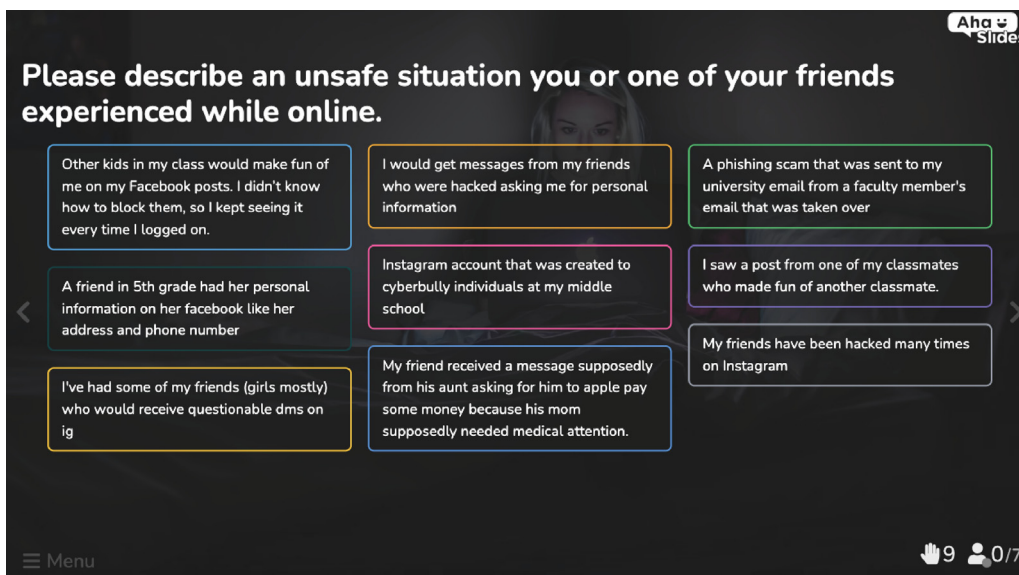 Aha
Slide
Please describe an unsafe situation you or one of your friends
experienced while online.
Other kids in my class would make fun of
me on my Facebook posts. I didn't know
how to block them, so I kept seeing it
every time I logged on.
A friend in 5th grade had her personal
information on her facebook like her
address and phone number
I've had some of my friends (girls mostly)
who would receive questionable dms on
ig
I would get messages from my friends
who were hacked asking me for personal
information
Instagram account that was created to
cyberbully individuals at my middle
school
My friend received a message supposedly
from his aunt asking for him to apple pay
some money because his mom
supposedly needed medical attention.
A phishing scam that was sent to my
university email from a faculty member's
email that was taken over
I saw a post from one of my classmates
who made fun of another classmate.
My friends have been hacked many times
on Instagram
Menu
9 0/7